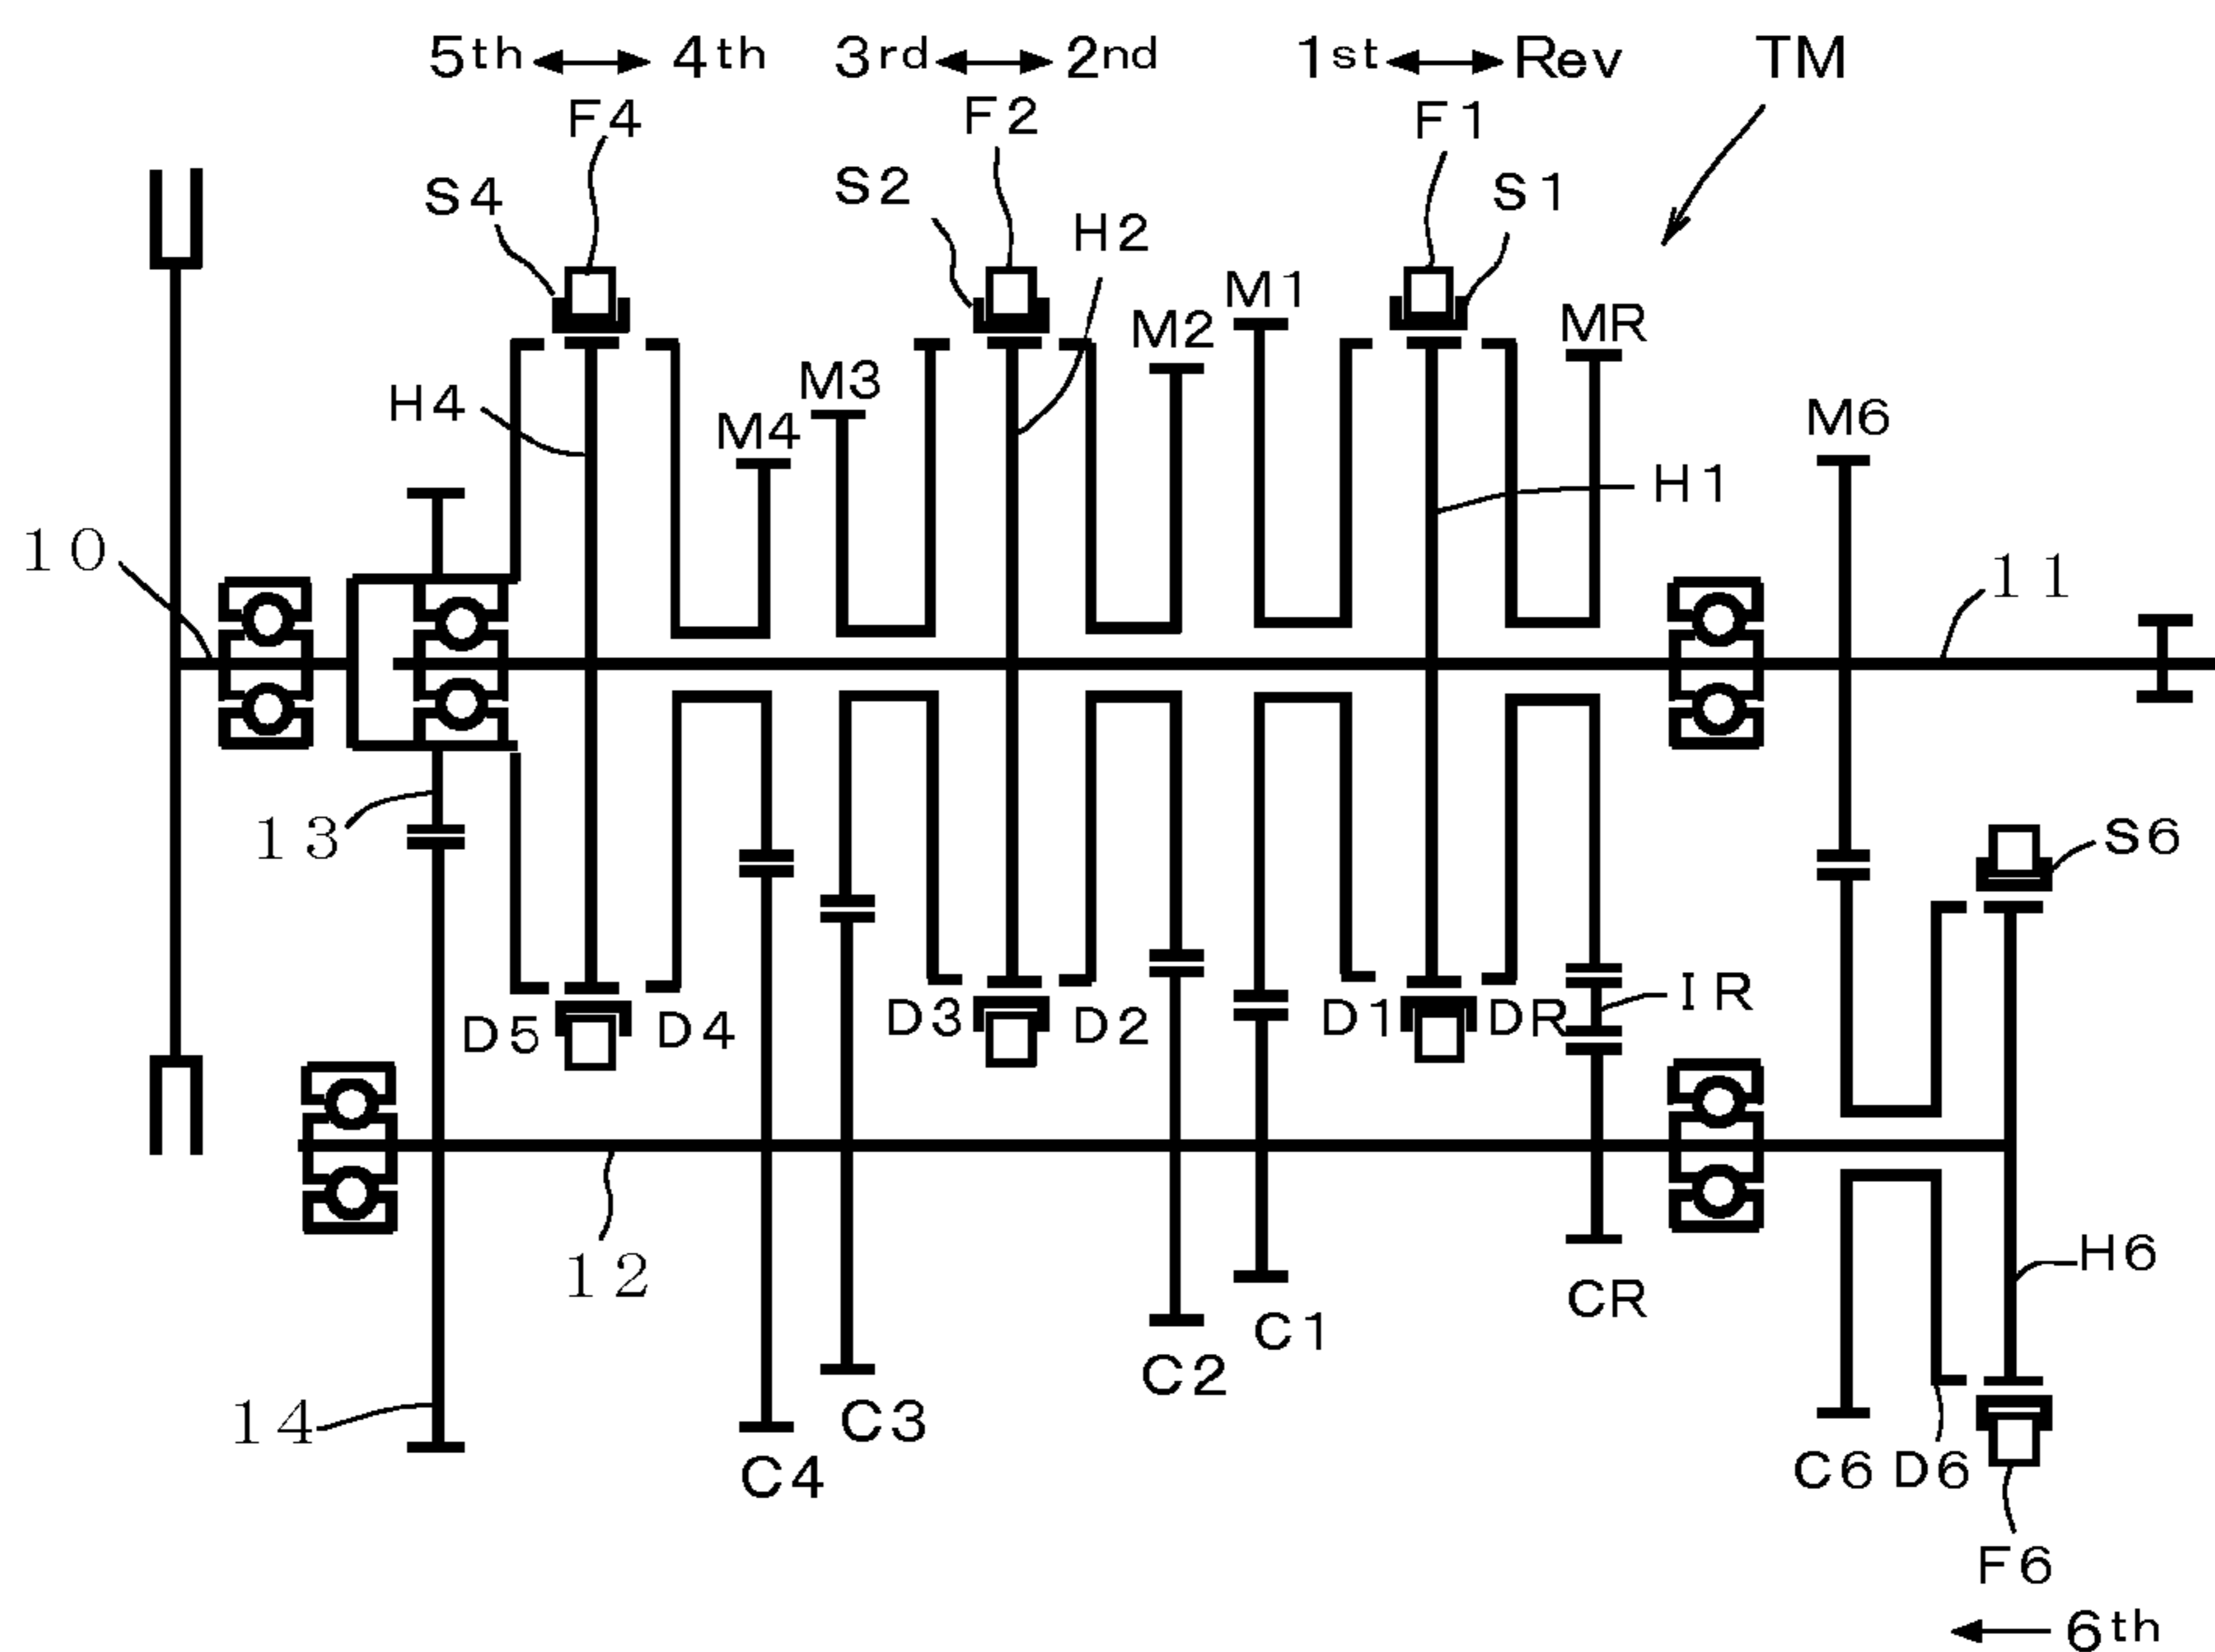 5th ↔ 4th 3rd ↔ 2nd 1st ↔ Rev TM
F4 F2 F1
S4 S2 S1
H2
M1
M2 MR
M3
H4 M4 M6
H1
10 11
13 S6
D5 D4 D3 D2 D1 DR IR
12 H6
CR
C1
C2
14 C3
C4 C6 D6
F6
← 6th